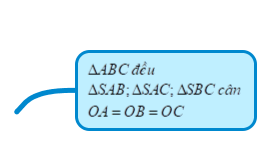 ΔABC đều
ΔSAB; ΔSAC; ΔSBC cân
OA = OB = OC